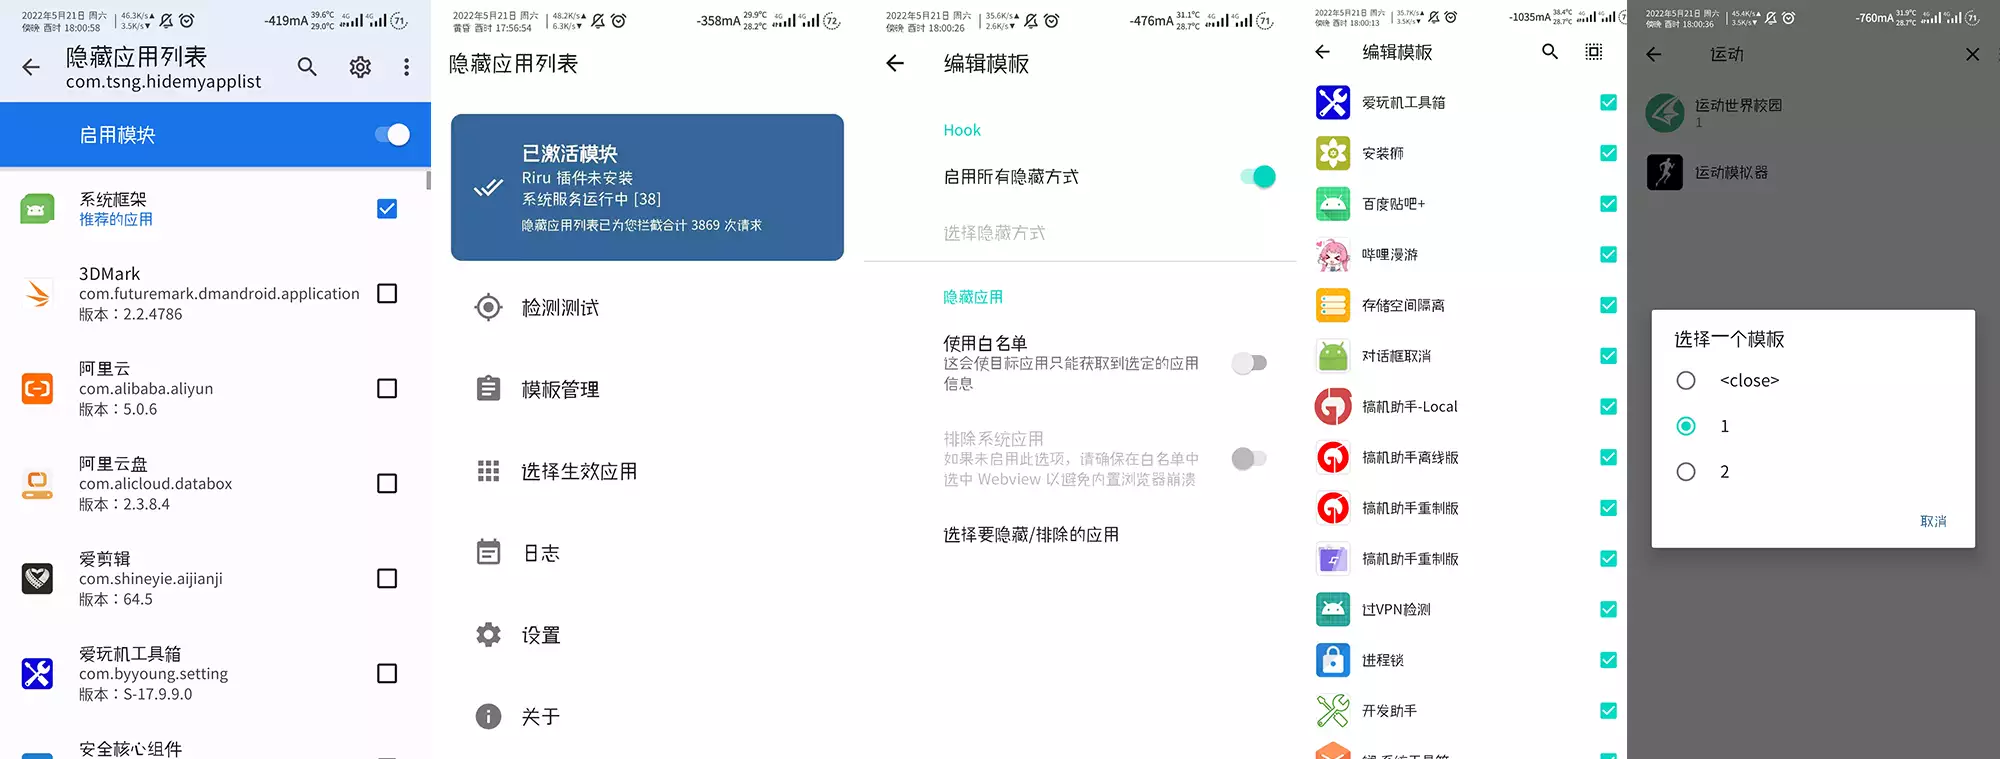 2022年5月21日 周六
傍晚 酉时 18:00:58
46.3K/s▲
3.5K/s▼
-419mA
39.6℃
29.0℃
4G
4G
71
隐藏应用列表
com.tsng.hidemyapplist
启用模块
系统框架
推荐的应用
3DMark
com.futuremark.dmandroid.application
版本：2.2.4786
阿里云
com.alibaba.aliyun
版本：5.0.6
阿里云盘
com.alicloud.databox
版本：2.3.8.4
爱剪辑
com.shineyie.aijianji
版本：64.5
爱玩机工具箱
com.byyoung.setting
版本：S-17.9.9.0
安全核心组件
2022年5月21日 周六
黄昏 酉时 17:56:54
48.2K/s▲
6.3K/s▼
-358mA
29.9℃
28.2℃
4G
4G
72
隐藏应用列表
已激活模块
Riru 插件未安装
系统服务运行中 [38]
隐藏应用列表已为您拦截合计 3869 次请求
检测测试
模板管理
选择生效应用
日志
设置
关于
2022年5月21日 周六
傍晚 酉时 18:00:26
35.6K/s▲
2.6K/s▼
-476mA
31.1℃
28.7℃
4G
4G
71
编辑模板
Hook
启用所有隐藏方式
选择隐藏方式
隐藏应用
使用白名单
这会使目标应用只能获取到选定的应用
信息
排除系统应用
如果未启用此选项，请确保在白名单中
选中 Webview 以避免内置浏览器崩溃
选择要隐藏/排除的应用
2022年5月21日 周六
傍晚 酉时 18:00:13
35.7K/s▲
3.5K/s▼
-1035mA
38.4℃
28.7℃
4G
4G
编辑模板
爱玩机工具箱
安装狮
百度贴吧+
哔哩漫游
存储空间隔离
对话框取消
搞机助手-Local
搞机助手离线版
搞机助手重制版
搞机助手重制版
过VPN检测
进程锁
开发助手
2022年5月21日 周六
傍晚 酉时 18:00:36
45.4K/s▲
3.5K/s▼
-760mA
31.9℃
28.7℃
4G
4G
71
运动
运动世界校园
1
运动模拟器
选择一个模板
<close>
1
2
取消